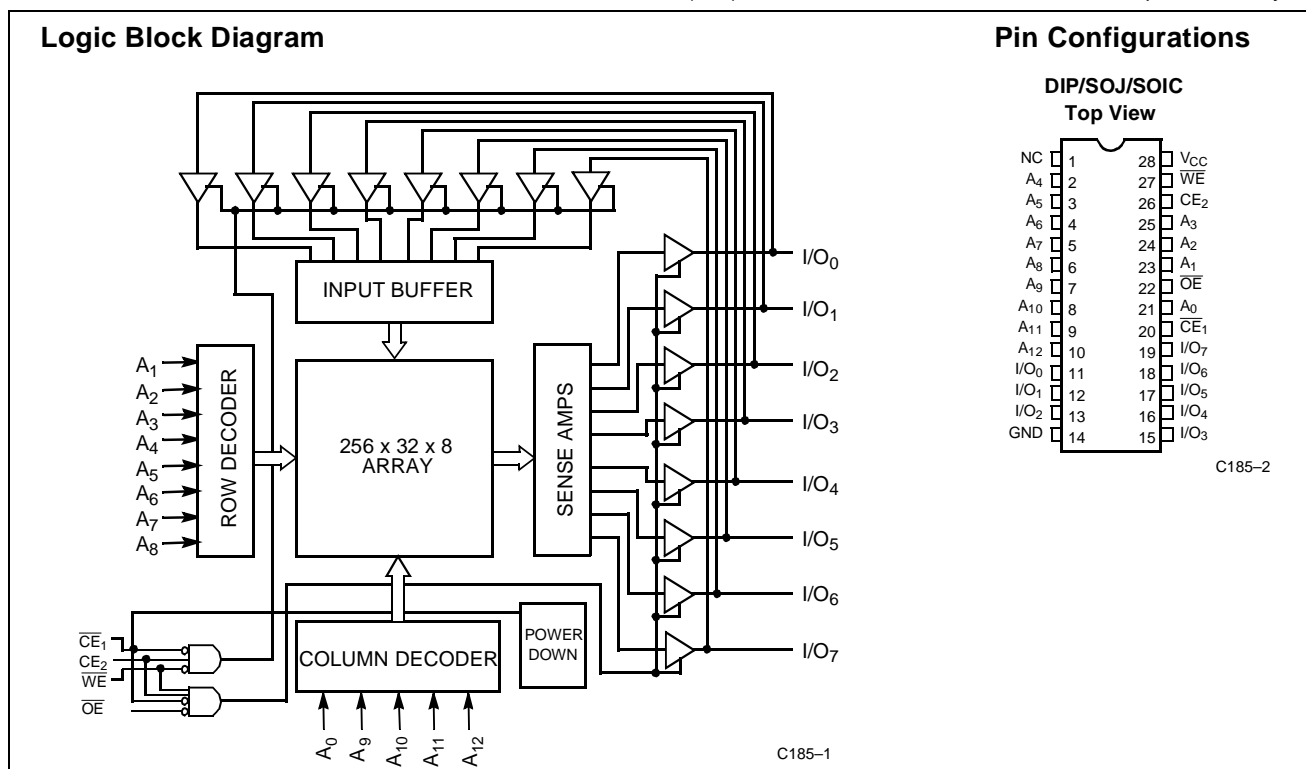 Logic Block Diagram
Pin Configurations
DIP/SOJ/SOIC
Top View
INPUT BUFFER
A1
A2
A3
A4
A5
A6
A7
A8
ROW DECODER
256 x 32 x 8
ARRAY
SENSE AMPS
I/O0
I/O1
I/O2
I/O3
I/O4
I/O5
I/O6
I/O7
CE1
CE2
WE
OE
COLUMN DECODER
POWER
DOWN
A0
A9
A10
A11
A12
C185–1
NC 1 28 VCC
A4 2 27 WE
A5 3 26 CE2
A6 4 25 A3
A7 5 24 A2
A8 6 23 A1
A9 7 22 OE
A10 8 21 A0
A11 9 20 CE1
A12 10 19 I/O7
I/O0 11 18 I/O6
I/O1 12 17 I/O5
I/O2 13 16 I/O4
GND 14 15 I/O3
C185–2